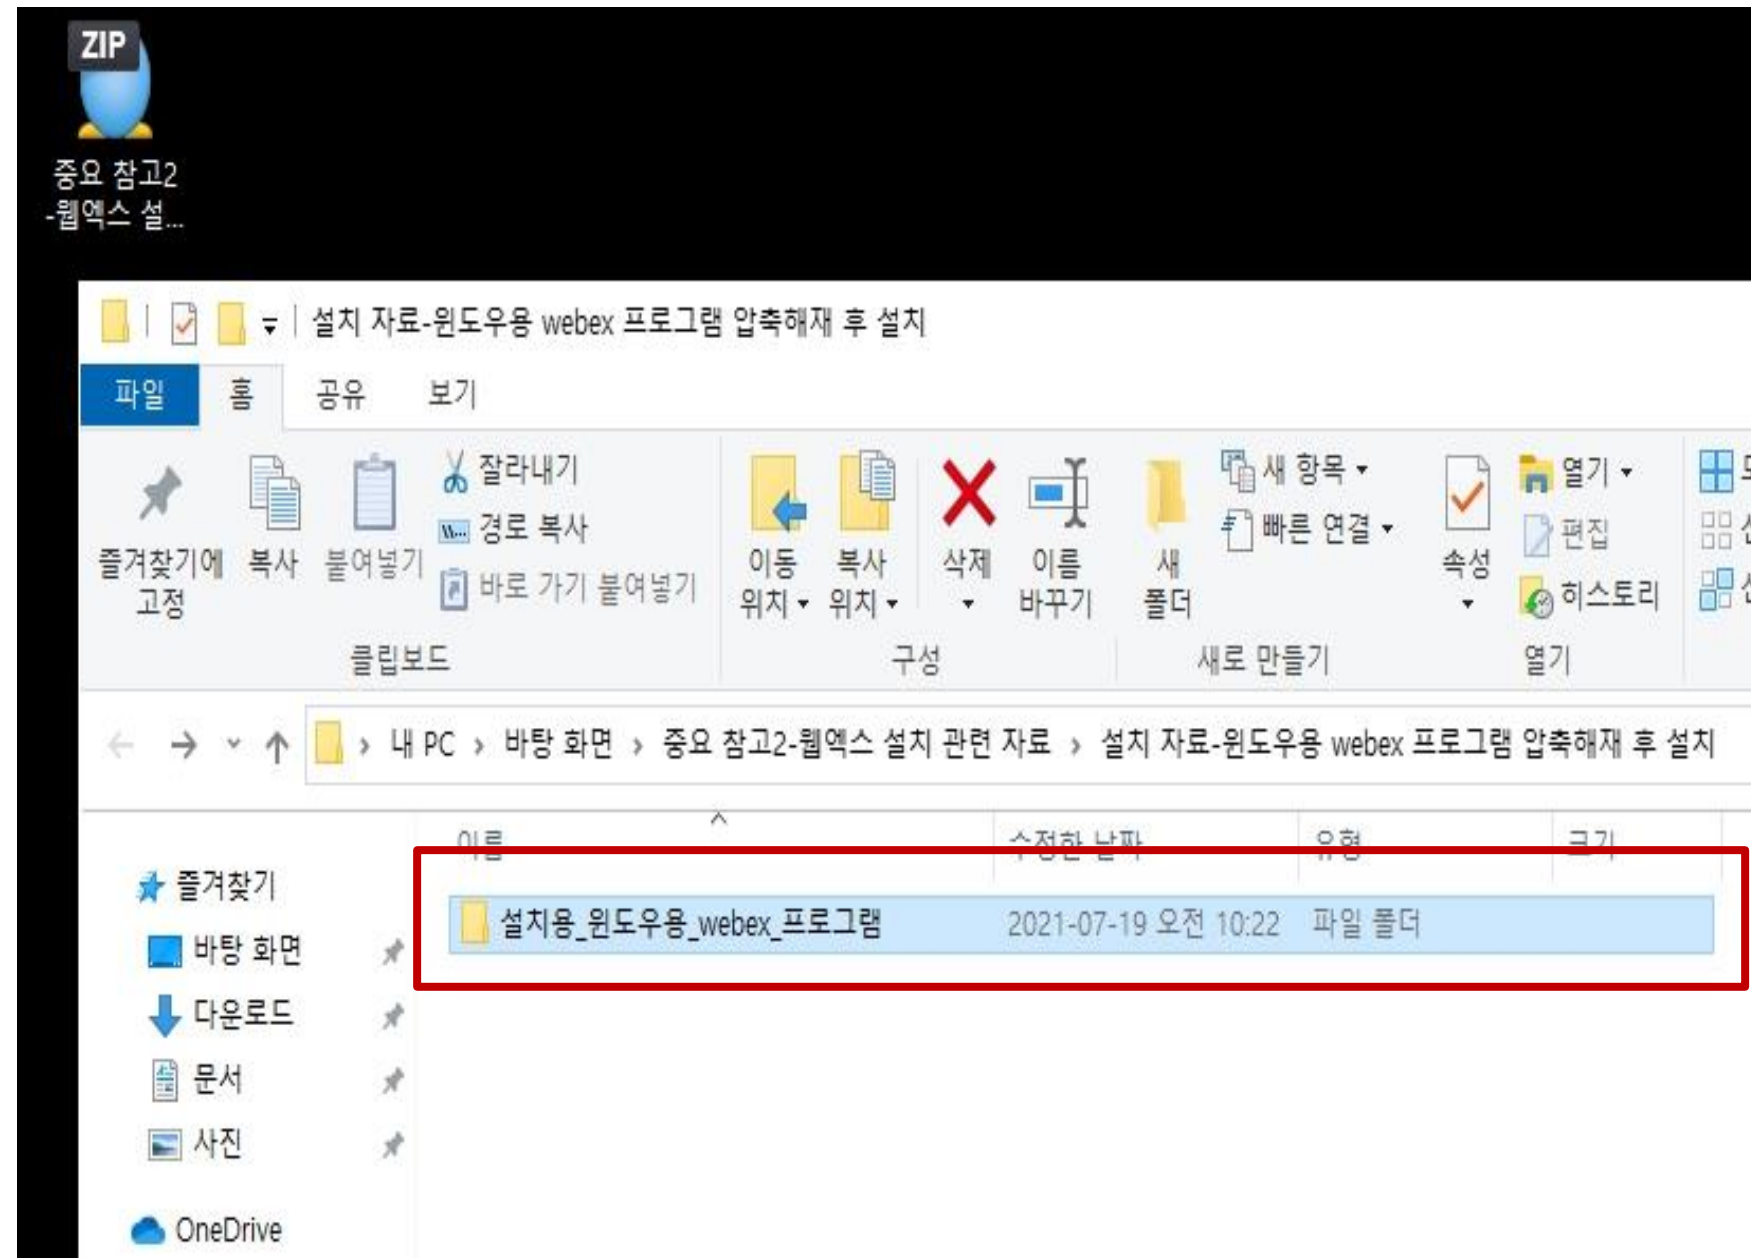 ZIP
중요 참고2
-웹엑스 설...
설치 자료-윈도우용 webex 프로그램 압축해재 후 설치
파일 홈 공유 보기
즐겨찾기에
고정
복사
붙여넣기
잘라내기
경로 복사
바로 가기 붙여넣기
클립보드
이동
위치
복사
위치
삭제
이름
바꾸기
구성
새
폴더
새 항목
빠른 연결
새로 만들기
속성
열기
편집
히스토리
열기
내 PC › 바탕 화면 › 중요 참고2-웹엑스 설치 관련 자료 › 설치 자료-윈도우용 webex 프로그램 압축해재 후 설치
이름 수정한 날짜 유형 크기
설치용_윈도우용_webex_프로그램 2021-07-19 오전 10:22 파일 폴더
즐겨찾기
바탕 화면
다운로드
문서
사진
OneDrive